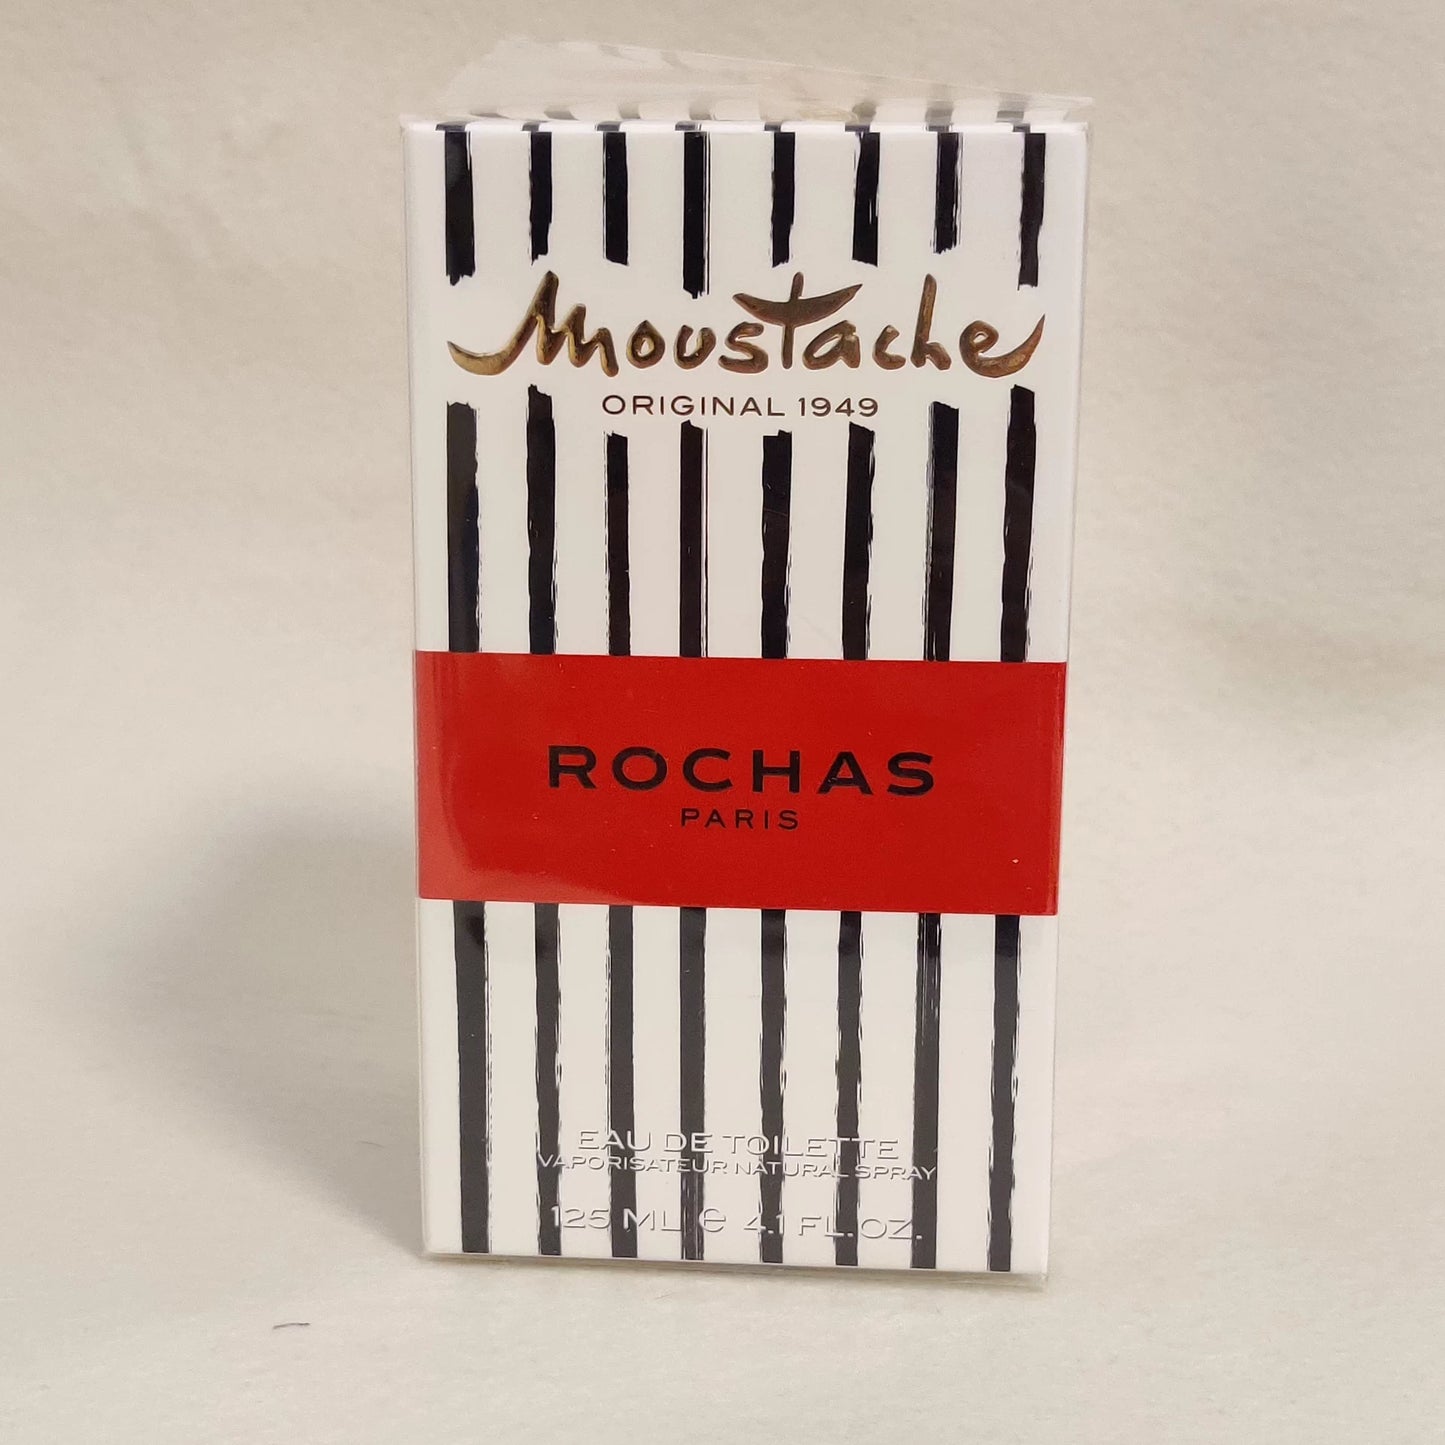 Moustache
ORIGINAL 1949
ROCHAS
PARIS
EAU DE TOILETTE
VAPORISATEUR NATURAL SPRAY
125 ML e 4.1 FL. OZ.